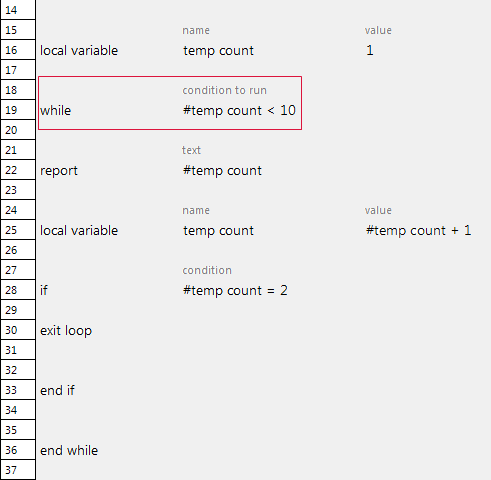 14
15 name value
16 local variable temp count 1
17
18 condition to run
19 while #temp count < 10
20
21 text
22 report #temp count
23
24 name value
25 local variable temp count #temp count + 1
26
27 condition
28 if #temp count = 2
29
30 exit loop
31
32
33 end if
34
35
36 end while
37